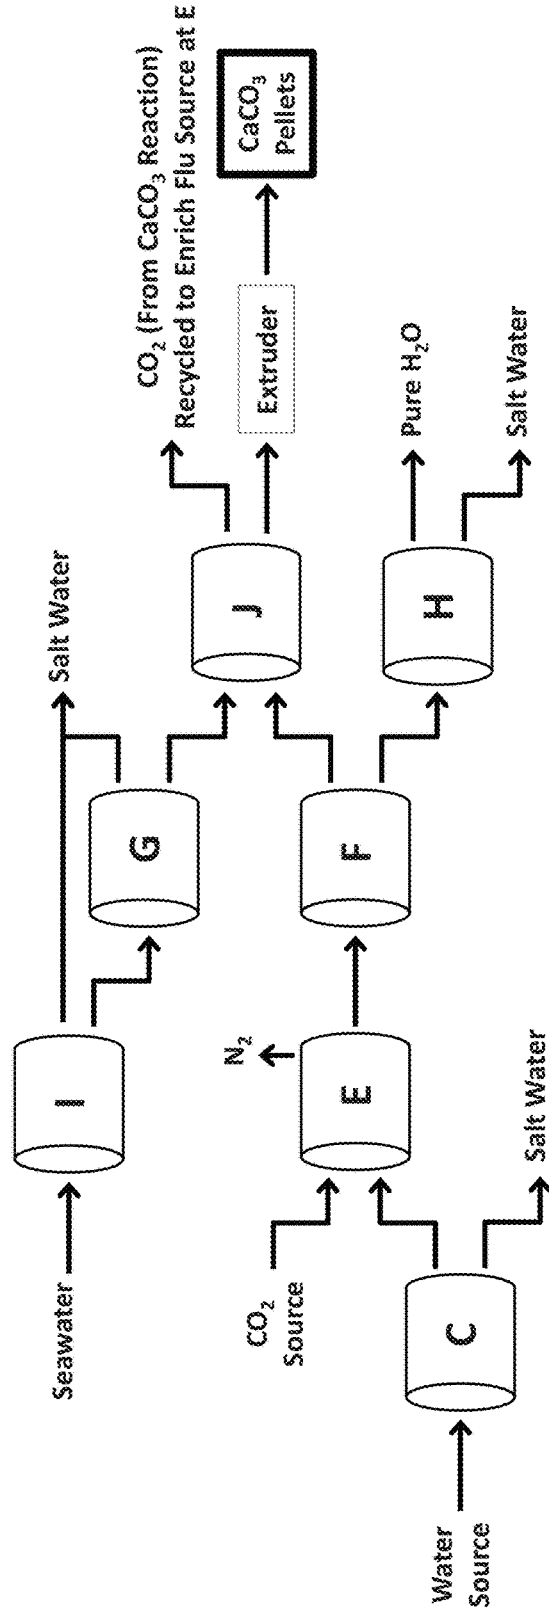 CO₂ (From CaCO₃ Reaction)
Recycled to Enrich Flu Source at E
Salt Water
Seawater
I
G
J
Extruder
CaCO₃
Pellets
N₂
CO₂
Source
E
F
H
Pure H₂O
Salt Water
Water
Source
C
Salt Water